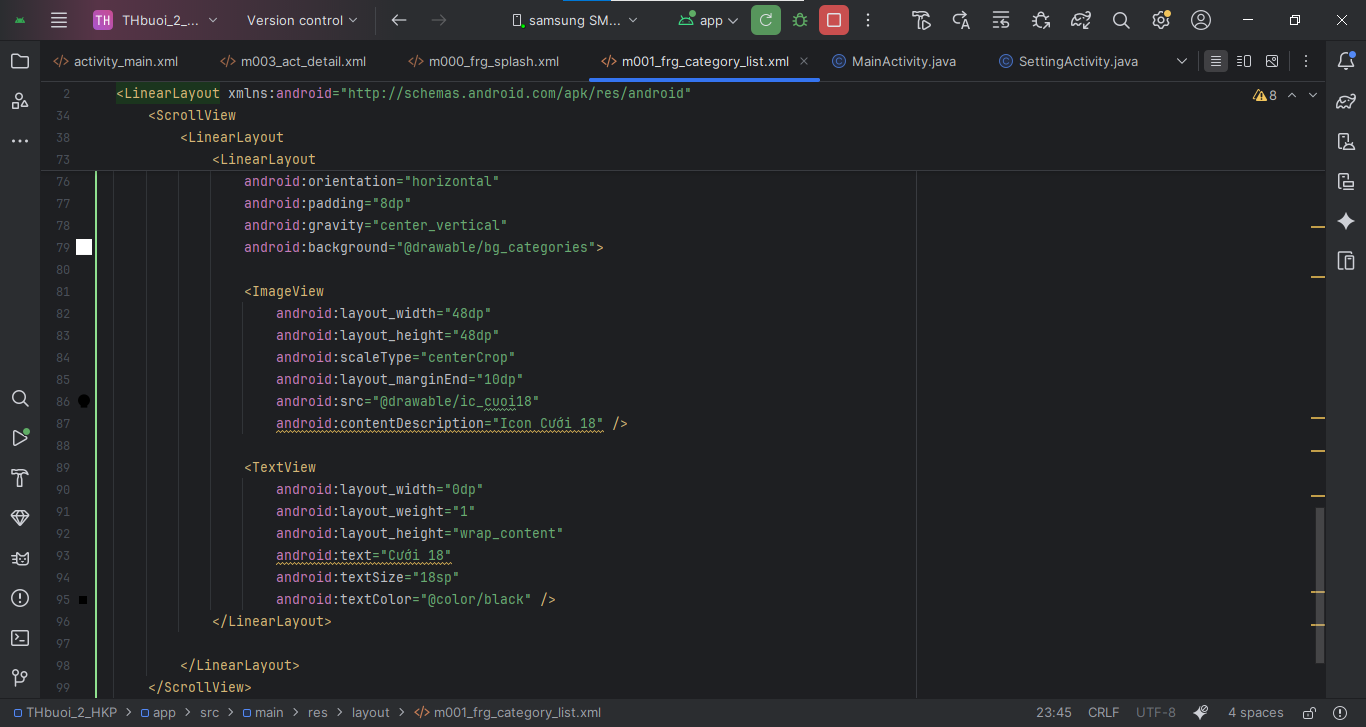 TH THbuoi_2_... Version control samsung SM... app
activity_main.xml m003_act_detail.xml m000_frg_splash.xml m001_frg_category_list.xml MainActivity.java SettingActivity.java
2 <LinearLayout xmlns:android="http://schemas.android.com/apk/res/android" 8
34 <ScrollView
38 <LinearLayout
73 <LinearLayout
76 android:orientation="horizontal"
77 android:padding="8dp"
78 android:gravity="center_vertical"
79 android:background="@drawable/bg_categories">
80
81 <ImageView
82 android:layout_width="48dp"
83 android:layout_height="48dp"
84 android:scaleType="centerCrop"
85 android:layout_marginEnd="10dp"
86 android:src="@drawable/ic_cuoi18"
87 android:contentDescription="Icon Cưới 18" />
88
89 <TextView
90 android:layout_width="0dp"
91 android:layout_weight="1"
92 android:layout_height="wrap_content"
93 android:text="Cưới 18"
94 android:textSize="18sp"
95 android:textColor="@color/black" />
96 </LinearLayout>
97
98 </LinearLayout>
99 </ScrollView>
THbuoi_2_HKP > app > src > main > res > layout > m001_frg_category_list.xml 23:45 CRLF UTF-8 4 spaces